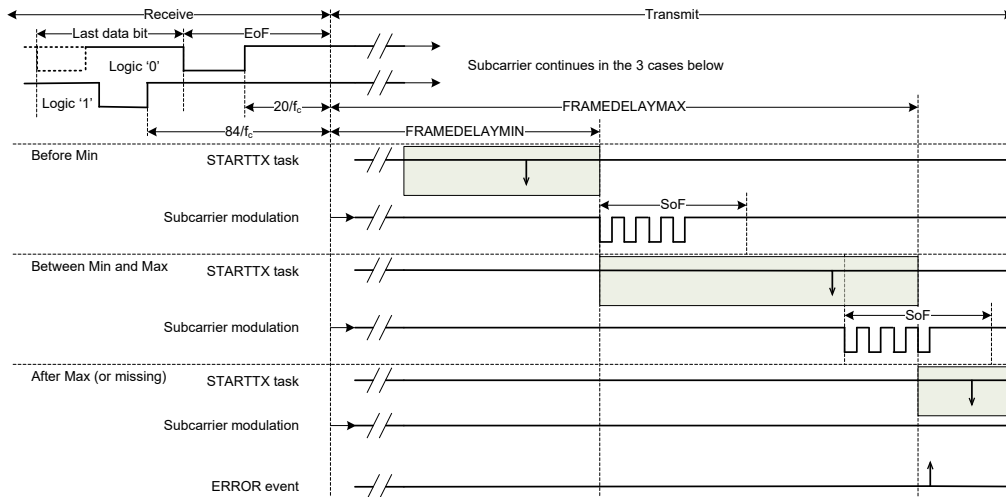 Receive
Transmit
Last data bit
EoF
Logic ‘0’
Subcarrier continues in the 3 cases below
Logic ‘1’
20/fc
FRAMEDELAYMAX
84/fc
FRAMEDELAYMIN
Before Min
STARTTX task
SoF
Subcarrier modulation
Between Min and Max
STARTTX task
SoF
Subcarrier modulation
After Max (or missing)
STARTTX task
Subcarrier modulation
ERROR event